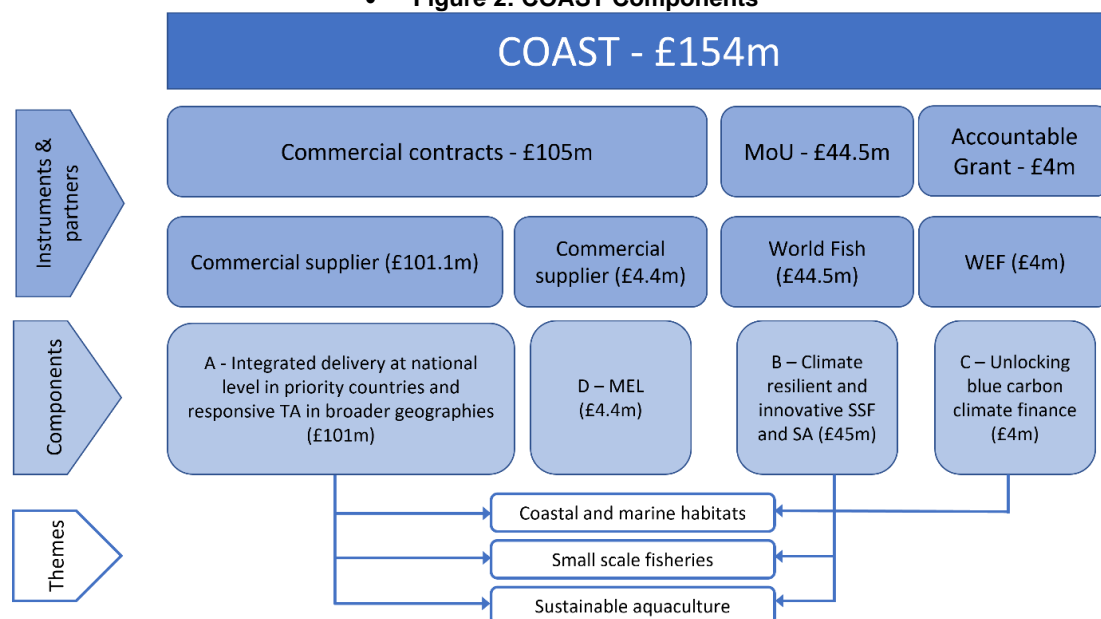 • Figure 2: COAST Components
COAST - £154m
Instruments &
partners
Commercial contracts - £105m
MoU - £44.5m
Accountable
Grant - £4m
Commercial supplier (£101.1m)
Commercial
supplier (£4.4m)
World Fish
(£44.5m)
WEF (£4m)
Components
A - Integrated delivery at national
level in priority countries and
responsive TA in broader geographies
(£101m)
D – MEL
(£4.4m)
B – Climate
resilient and
innovative SSF
and SA (£45m)
C – Unlocking
blue carbon
climate finance
(£4m)
Themes
Coastal and marine habitats
Small scale fisheries
Sustainable aquaculture